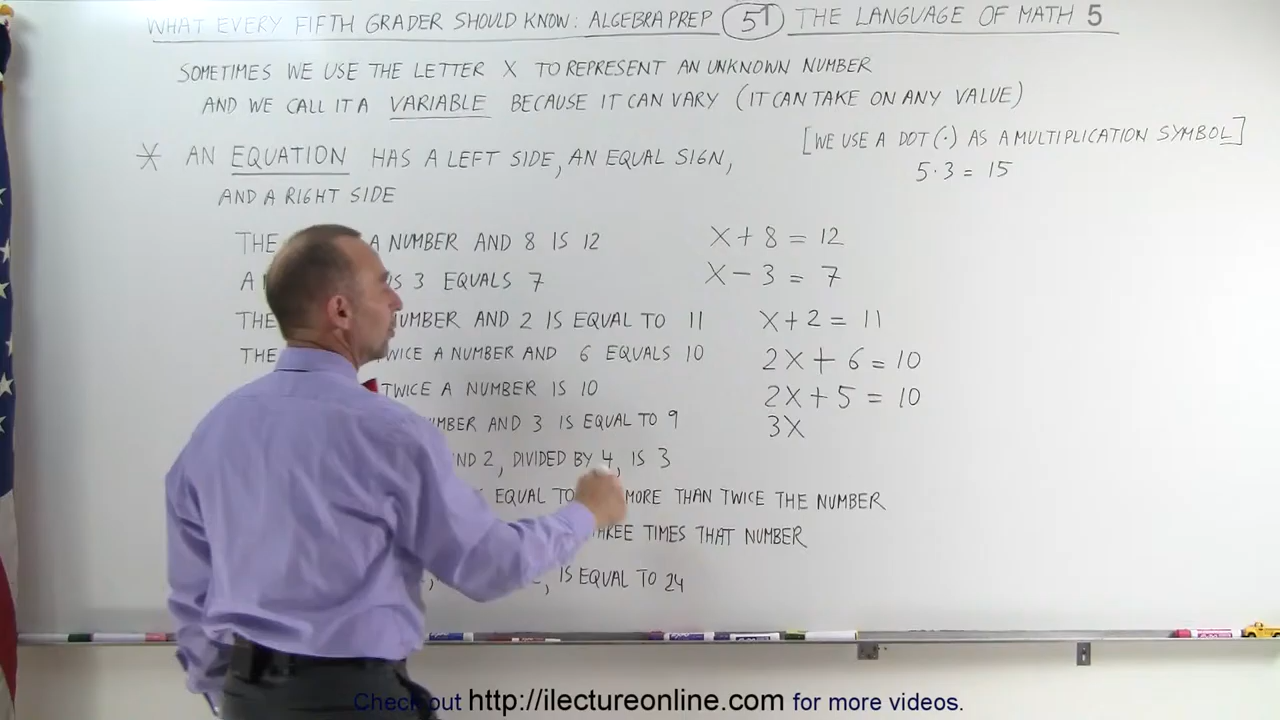 WHAT EVERY FIFTH GRADER SHOULD KNOW: ALGEBRA PREP 51 THE LANGUAGE OF MATH 5
SOMETIMES WE USE THE LETTER X TO REPRESENT AN UNKNOWN NUMBER
AND WE CALL IT A VARIABLE BECAUSE IT CAN VARY (IT CAN TAKE ON ANY VALUE)
[WE USE A DOT (·) AS A MULTIPLICATION SYMBOL]
5·3 = 15
* AN EQUATION HAS A LEFT SIDE, AN EQUAL SIGN,
AND A RIGHT SIDE
THE A NUMBER AND 8 IS 12 X + 8 = 12
A 3 EQUALS 7 X - 3 = 7
THE NUMBER AND 2 IS EQUAL TO 11 X + 2 = 11
THE TWICE A NUMBER AND 6 EQUALS 10 2X + 6 = 10
TWICE A NUMBER IS 10 2X + 5 = 10
AND 3 IS EQUAL TO 9 3X
AND 2, DIVIDED BY 4, IS 3
EQUAL TO MORE THAN TWICE THE NUMBER
THREE TIMES THAT NUMBER
IS EQUAL TO 24
Check out http://ilectureonline.com for more videos.